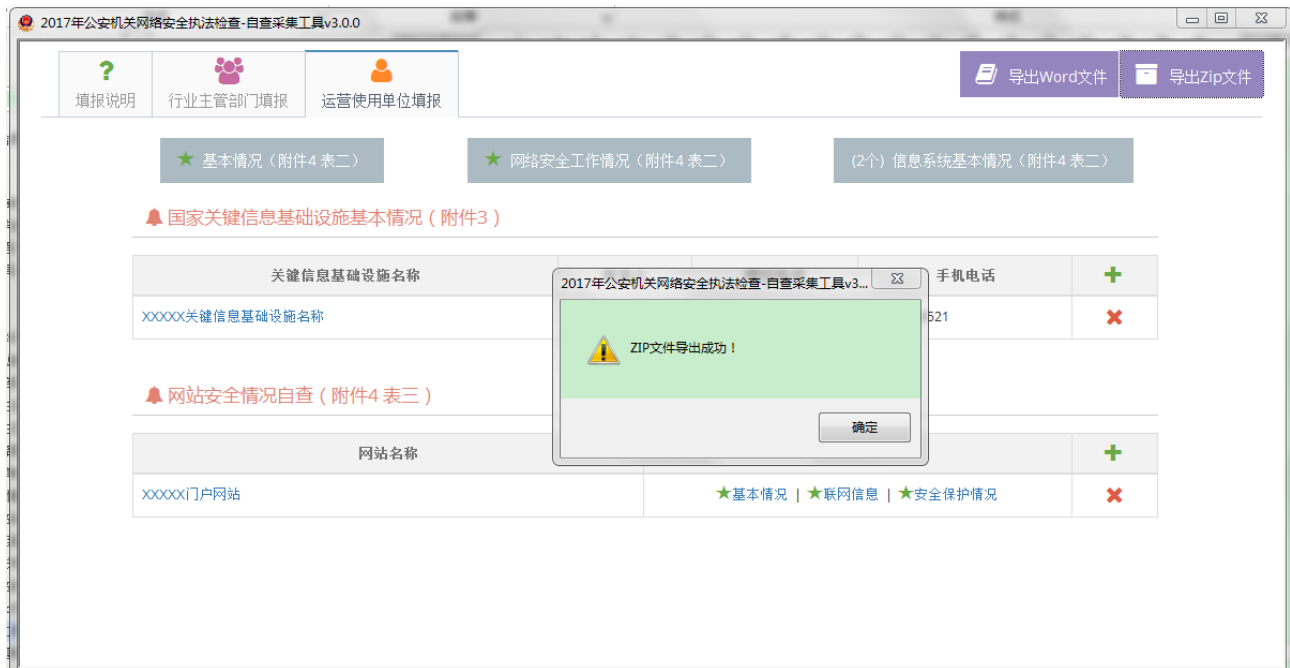 2017年公安机关网络安全执法检查-自查采集工具v3.0.0
填报说明
行业主管部门填报
运营使用单位填报
导出Word文件
导出Zip文件
★ 基本情况（附件4 表二）
★ 网络安全工作情况（附件4 表二）
(2个) 信息系统基本情况（附件4 表二）
国家关键信息基础设施基本情况（附件3）
关键信息基础设施名称
手机电话
XXXXX关键信息基础设施名称
521
2017年公安机关网络安全执法检查-自查采集工具v3...
ZIP文件导出成功！
确定
网站安全情况自查（附件4 表三）
网站名称
XXXXX门户网站
★基本情况 | ★联网信息 | ★安全保护情况